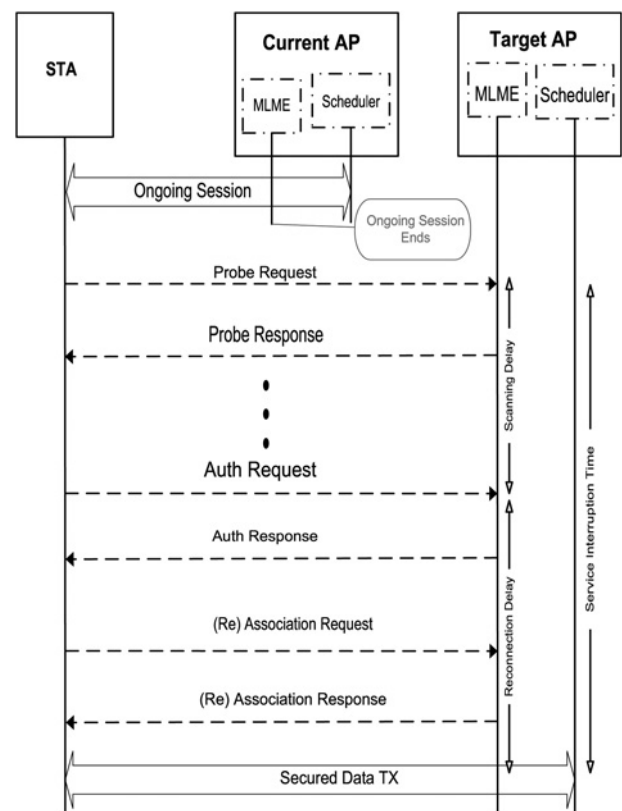 STA
Current AP
MLME
Scheduler
Target AP
MLME
Scheduler
Ongoing Session
Ongoing Session
Ends
Probe Request
Probe Response
Scanning Delay
Auth Request
Auth Response
(Re) Association Request
Reconnection Delay
Service Interruption Time
(Re) Association Response
Secured Data TX